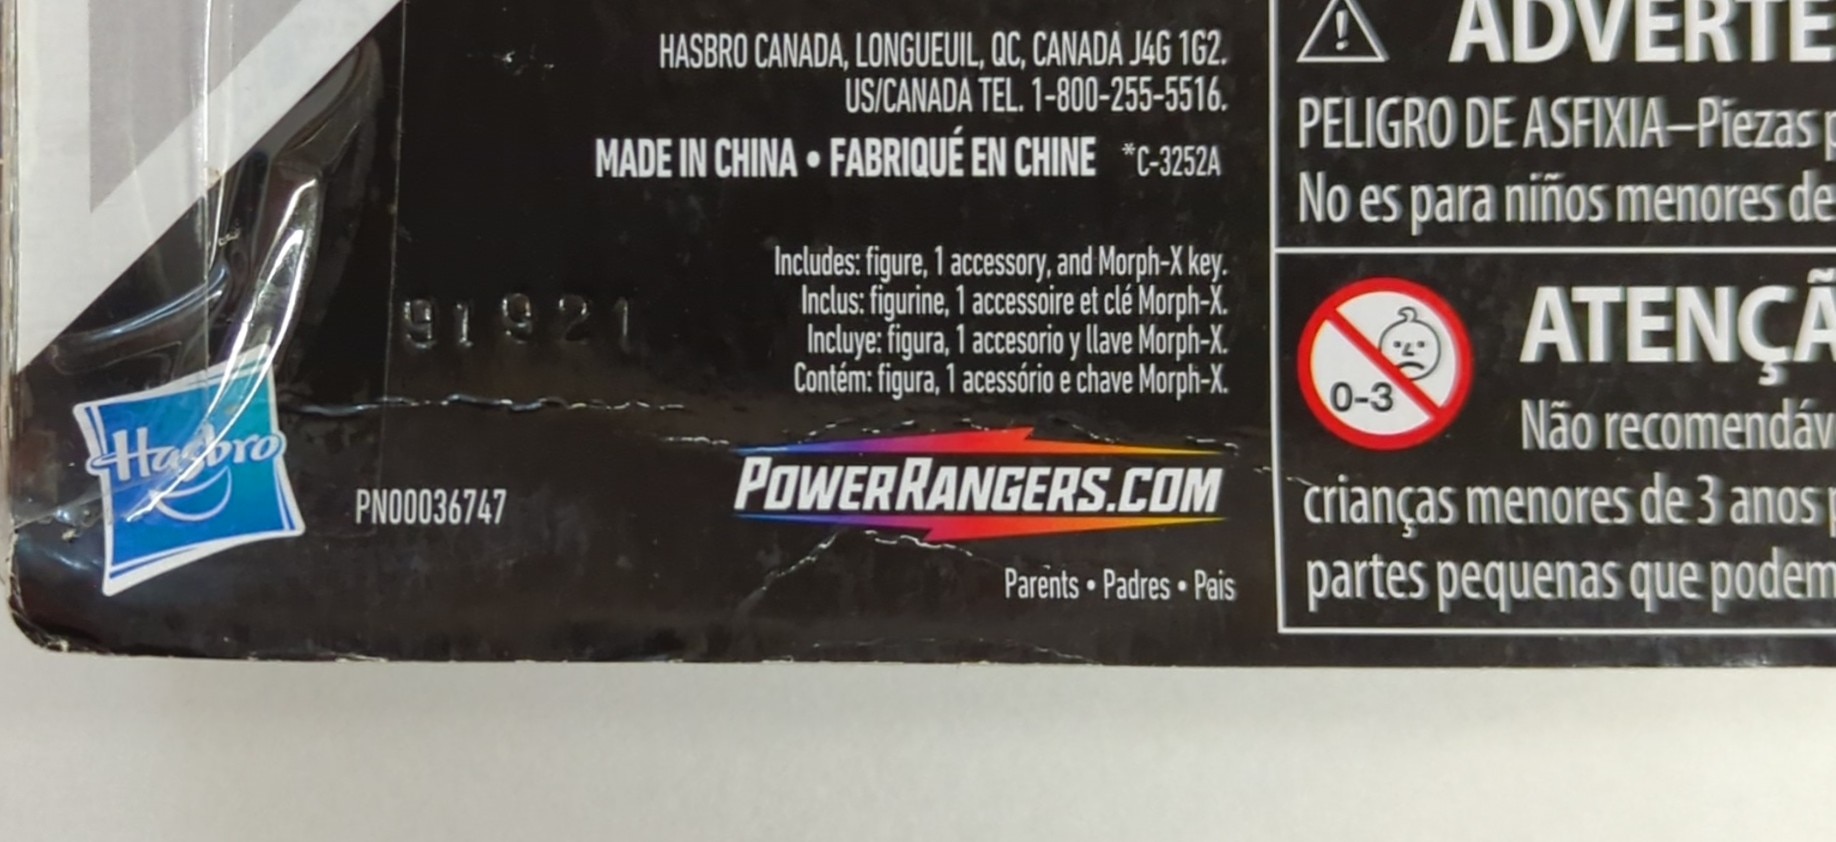 HASBRO CANADA, LONGUEUIL, QC, CANADA J4G 1G2.
US/CANADA TEL. 1-800-255-5516.
MADE IN CHINA • FABRIQUÉ EN CHINE *C-3252A
Includes: figure, 1 accessory, and Morph-X key.
Inclus: figurine, 1 accessoire et clé Morph-X.
Incluye: figura, 1 accesorio y llave Morph-X.
Contém: figura, 1 acessório e chave Morph-X.
91921
Hasbro
PN00036747
POWERRANGERS.COM
Parents • Padres • Pais
ADVERTE
PELIGRO DE ASFIXIA–Piezas p
No es para niños menores de
0-3
ATENÇÃ
Não recomendáv
crianças menores de 3 anos p
partes pequenas que podem